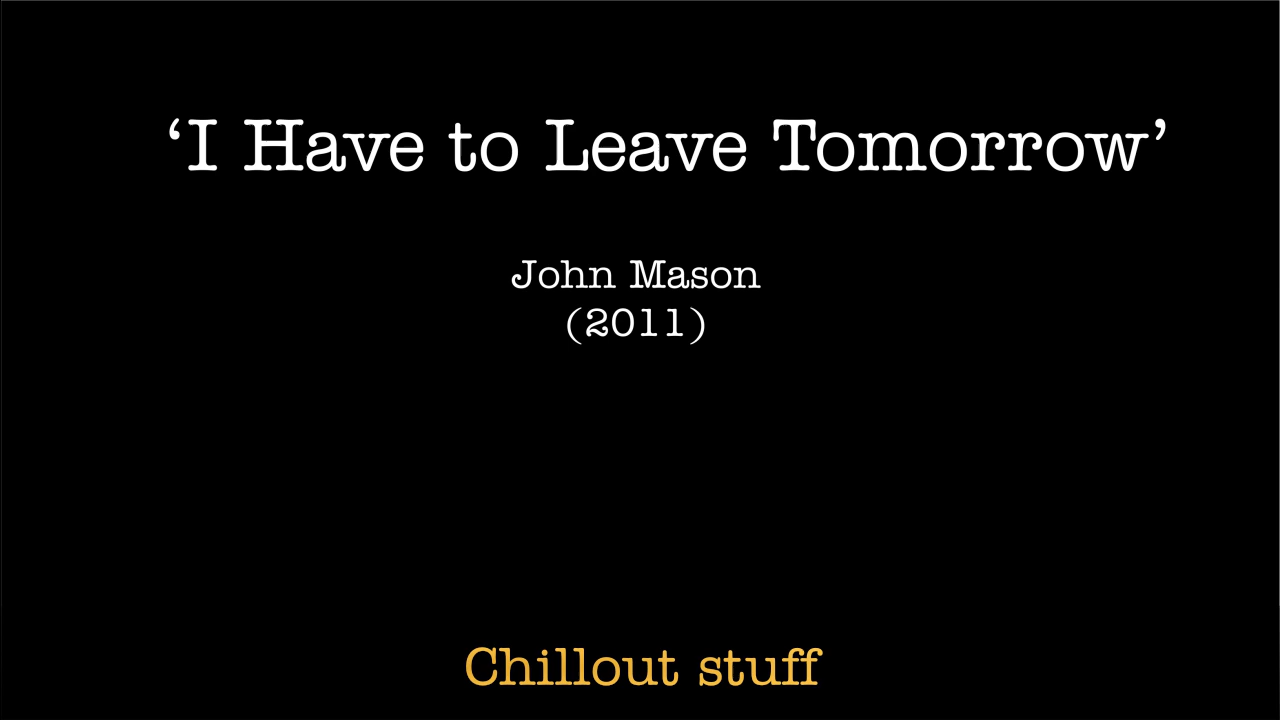 ‘I Have to Leave Tomorrow’
John Mason
(2011)
Chillout stuff